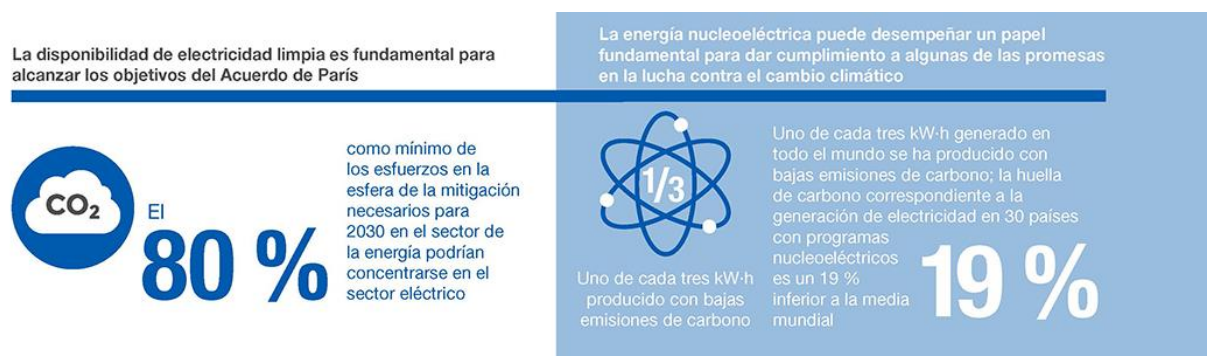 La disponibilidad de electricidad limpia es fundamental para
alcanzar los objetivos del Acuerdo de París
CO₂
El
80 %
como mínimo de
los esfuerzos en la
esfera de la mitigación
necesarios para
2030 en el sector de
la energía podrían
concentrarse en el
sector eléctrico
La energía nucleoeléctrica puede desempeñar un papel
fundamental para dar cumplimiento a algunas de las promesas
en la lucha contra el cambio climático
1/3
Uno de cada tres kW·h
producido con bajas
emisiones de carbono
Uno de cada tres kW·h generado en
todo el mundo se ha producido con
bajas emisiones de carbono; la huella
de carbono correspondiente a la
generación de electricidad en 30 países
con programas
nucleoeléctricos
es un 19 %
inferior a la media
mundial
19 %